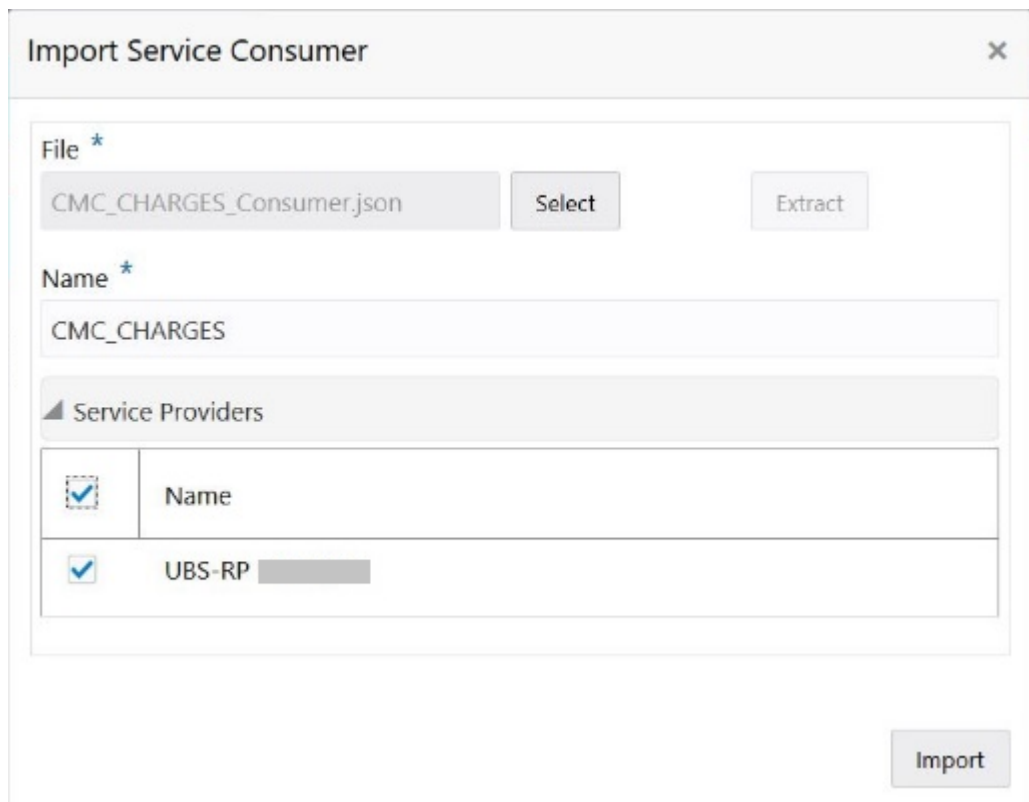 Import Service Consumer ×
File *
CMC_CHARGES_Consumer.json Select Extract
Name *
CMC_CHARGES
Service Providers
Name
UBS-RP
Import